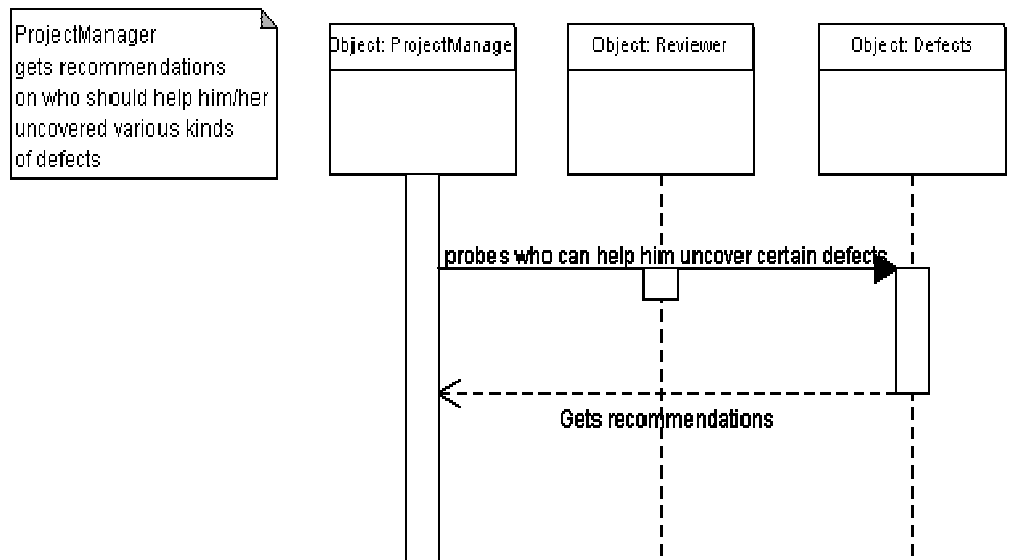 ProjectManager
gets recommendations
on who should help him/her
uncovered various kinds
of defects
Object: ProjectManage
Object: Reviewer
Object: Defects
probes who can help him uncover certain defects
Gets recommendations